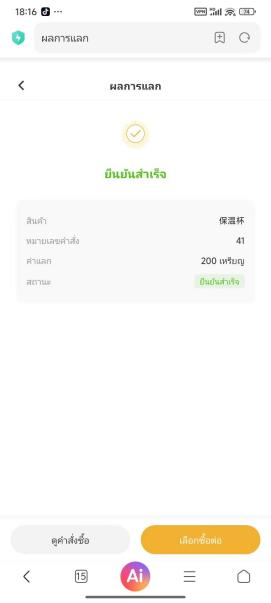 18:16
VPN
74
ผลการแลก
ผลการแลก
ยืนยันสำเร็จ
สินค้า 保温杯
หมายเลขคำสั่ง 41
ค่าแลก 200 เหรียญ
สถานะ ยืนยันสำเร็จ
ดูคำสั่งซื้อ เลือกซื้อต่อ
15 Ai